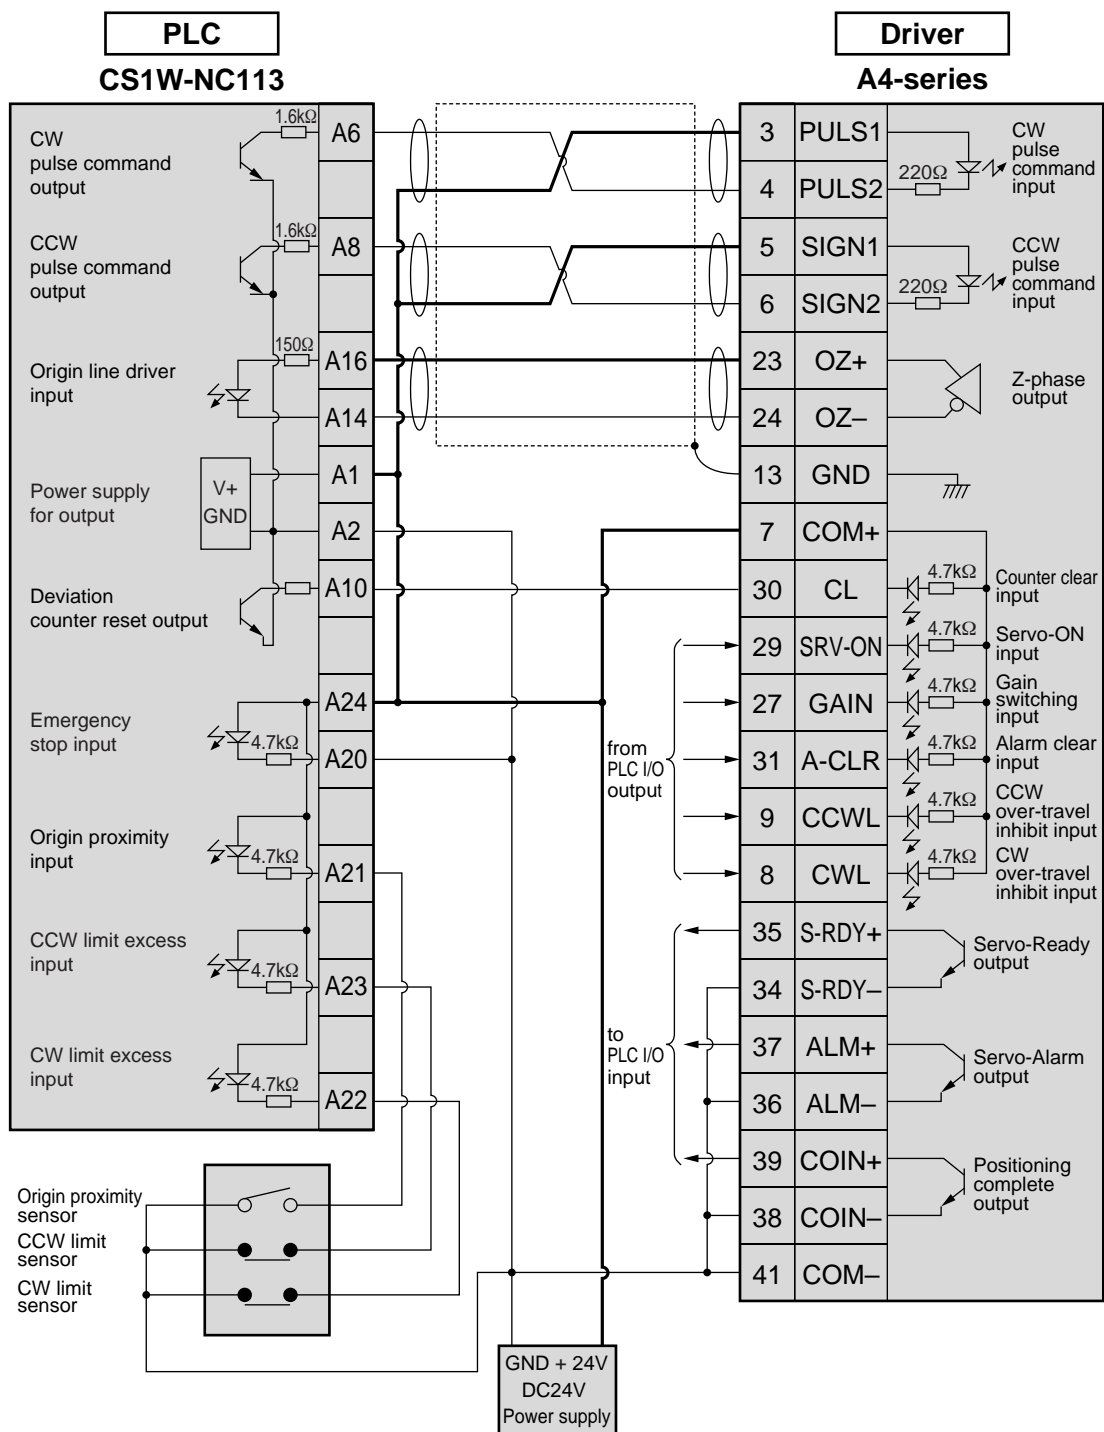 PLC
CS1W-NC113
Driver
A4-series
CW
pulse command
output
1.6kΩ
A6
CCW
pulse command
output
1.6kΩ
A8
Origin line driver
input
150Ω
A16
A14
Power supply
for output
V+
GND
A1
A2
Deviation
counter reset output
A10
Emergency
stop input
4.7kΩ
A24
A20
Origin proximity
input
4.7kΩ
A21
CCW limit excess
input
4.7kΩ
A23
CW limit excess
input
4.7kΩ
A22
Origin proximity
sensor
CCW limit
sensor
CW limit
sensor
GND + 24V
DC24V
Power supply
from
PLC I/O
output
to
PLC I/O
input
3 PULS1
4 PULS2
220Ω
CW
pulse
command
input
5 SIGN1
6 SIGN2
220Ω
CCW
pulse
command
input
23 OZ+
24 OZ–
Z-phase
output
13 GND
7 COM+
30 CL
4.7kΩ
Counter clear
input
29 SRV-ON
4.7kΩ
Servo-ON
input
27 GAIN
4.7kΩ
Gain
switching
input
31 A-CLR
4.7kΩ
Alarm clear
input
9 CCWL
4.7kΩ
CCW
over-travel
inhibit input
8 CWL
4.7kΩ
CW
over-travel
inhibit input
35 S-RDY+
34 S-RDY–
Servo-Ready
output
37 ALM+
36 ALM–
Servo-Alarm
output
39 COIN+
38 COIN–
Positioning
complete
output
41 COM–